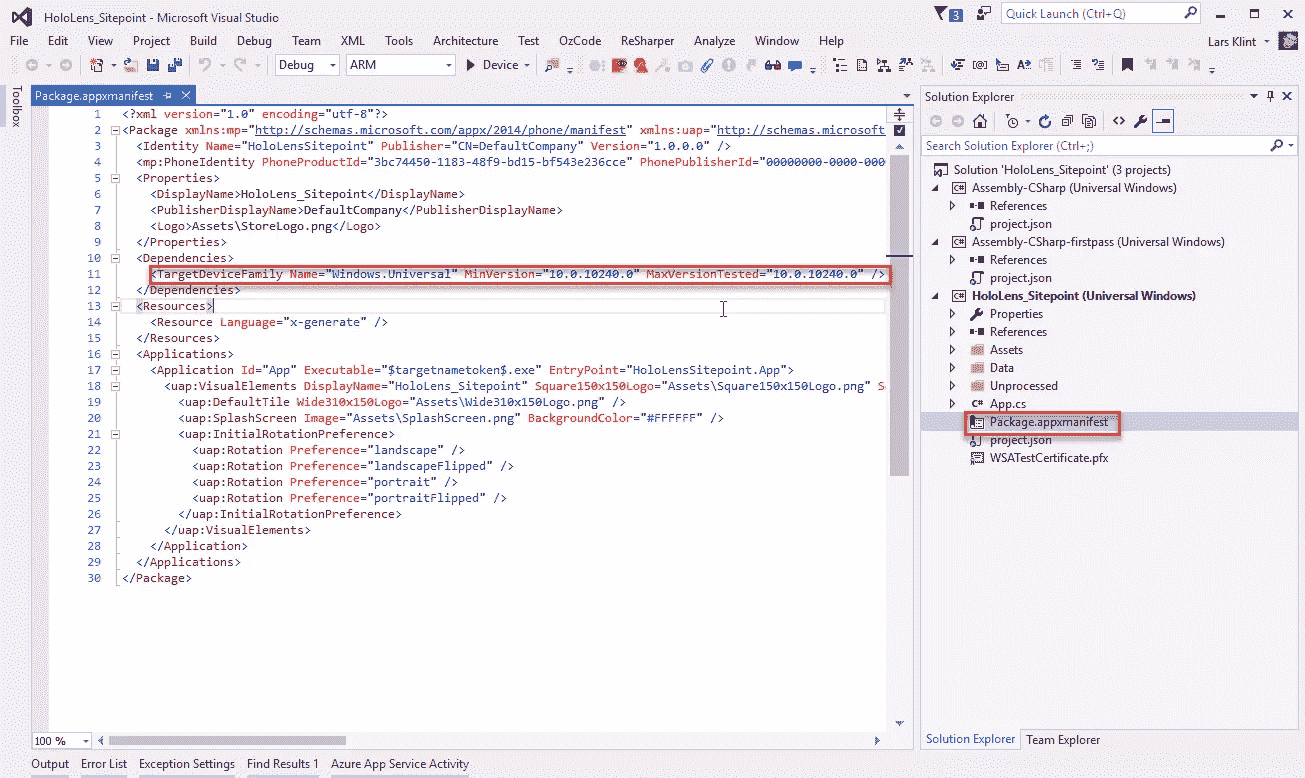 HoloLens_Sitepoint - Microsoft Visual Studio
3
Quick Launch (Ctrl+Q)
File Edit View Project Build Debug Team XML Tools Architecture Test OzCode ReSharper Analyze Window Help
Lars Klint
Debug ARM Device
Toolbox
Package.appxmanifest
1 <?xml version="1.0" encoding="utf-8"?>
2 <Package xmlns:mp="http://schemas.microsoft.com/appx/2014/phone/manifest" xmlns:uap="http://schemas.microsoft
3 <Identity Name="HoloLensSitepoint" Publisher="CN=DefaultCompany" Version="1.0.0.0" />
4 <mp:PhoneIdentity PhoneProductId="3bc74450-1183-48f9-bd15-bf543e236cce" PhonePublisherId="00000000-0000-000
5 <Properties>
6 <DisplayName>HoloLens_Sitepoint</DisplayName>
7 <PublisherDisplayName>DefaultCompany</PublisherDisplayName>
8 <Logo>Assets\StoreLogo.png</Logo>
9 </Properties>
10 <Dependencies>
11 <TargetDeviceFamily Name="Windows.Universal" MinVersion="10.0.10240.0" MaxVersionTested="10.0.10240.0" />
12 </Dependencies>
13 <Resources>
14 <Resource Language="x-generate" />
15 </Resources>
16 <Applications>
17 <Application Id="App" Executable="$targetnametoken$.exe" EntryPoint="HoloLensSitepoint.App">
18 <uap:VisualElements DisplayName="HoloLens_Sitepoint" Square150x150Logo="Assets\Square150x150Logo.png" S
19 <uap:DefaultTile Wide310x150Logo="Assets\Wide310x150Logo.png" />
20 <uap:SplashScreen Image="Assets\SplashScreen.png" BackgroundColor="#FFFFFF" />
21 <uap:InitialRotationPreference>
22 <uap:Rotation Preference="landscape" />
23 <uap:Rotation Preference="landscapeFlipped" />
24 <uap:Rotation Preference="portrait" />
25 <uap:Rotation Preference="portraitFlipped" />
26 </uap:InitialRotationPreference>
27 </uap:VisualElements>
28 </Application>
29 </Applications>
30 </Package>
100 %
Solution Explorer
Search Solution Explorer (Ctrl+;)
Solution 'HoloLens_Sitepoint' (3 projects)
C# Assembly-CSharp (Universal Windows)
References
project.json
C# Assembly-CSharp-firstpass (Universal Windows)
References
project.json
C# HoloLens_Sitepoint (Universal Windows)
Properties
References
Assets
Data
Unprocessed
C# App.cs
Package.appxmanifest
project.json
WSATestCertificate.pfx
Solution Explorer Team Explorer
Output Error List Exception Settings Find Results 1 Azure App Service Activity